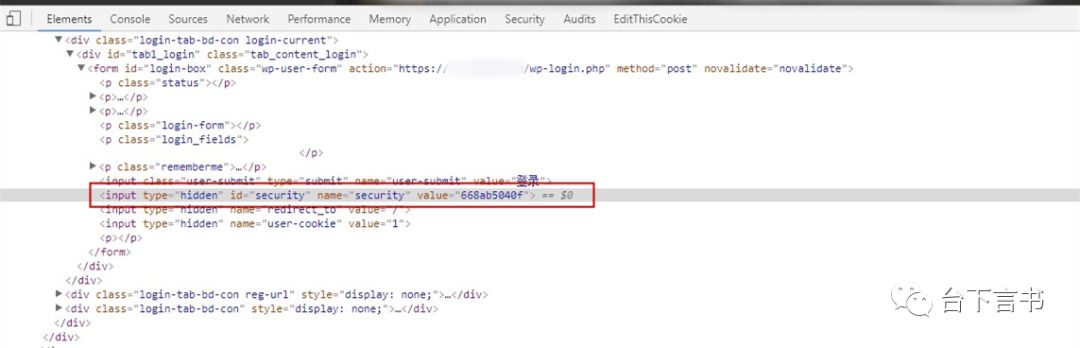 Elements Console Sources Network Performance Memory Application Security Audits EditThisCookie
▼<div class="login-tab-bd-con login-current">
▼<div id="tab1_login" class="tab_content_login">
▼<form id="login-box" class="wp-user-form" action="https:// /wp-login.php" method="post" novalidate="novalidate">
<p class="status"></p>
▶<p>…</p>
▶<p>…</p>
<p class="login-form"></p>
<p class="login_fields">
</p>
▶<p class="rememberme">…</p>
<input class="user-submit" type="submit" name="user-submit" value="登录">
<input type="hidden" id="security" name="security" value="668ab5040f"> == $0
<input type="hidden" name="redirect_to" value="/">
<input type="hidden" name="user-cookie" value="1">
<p></p>
</form>
</div>
</div>
▶<div class="login-tab-bd-con reg-url" style="display: none;">…</div>
▶<div class="login-tab-bd-con" style="display: none;">…</div>
</div>
</div>
台下言书